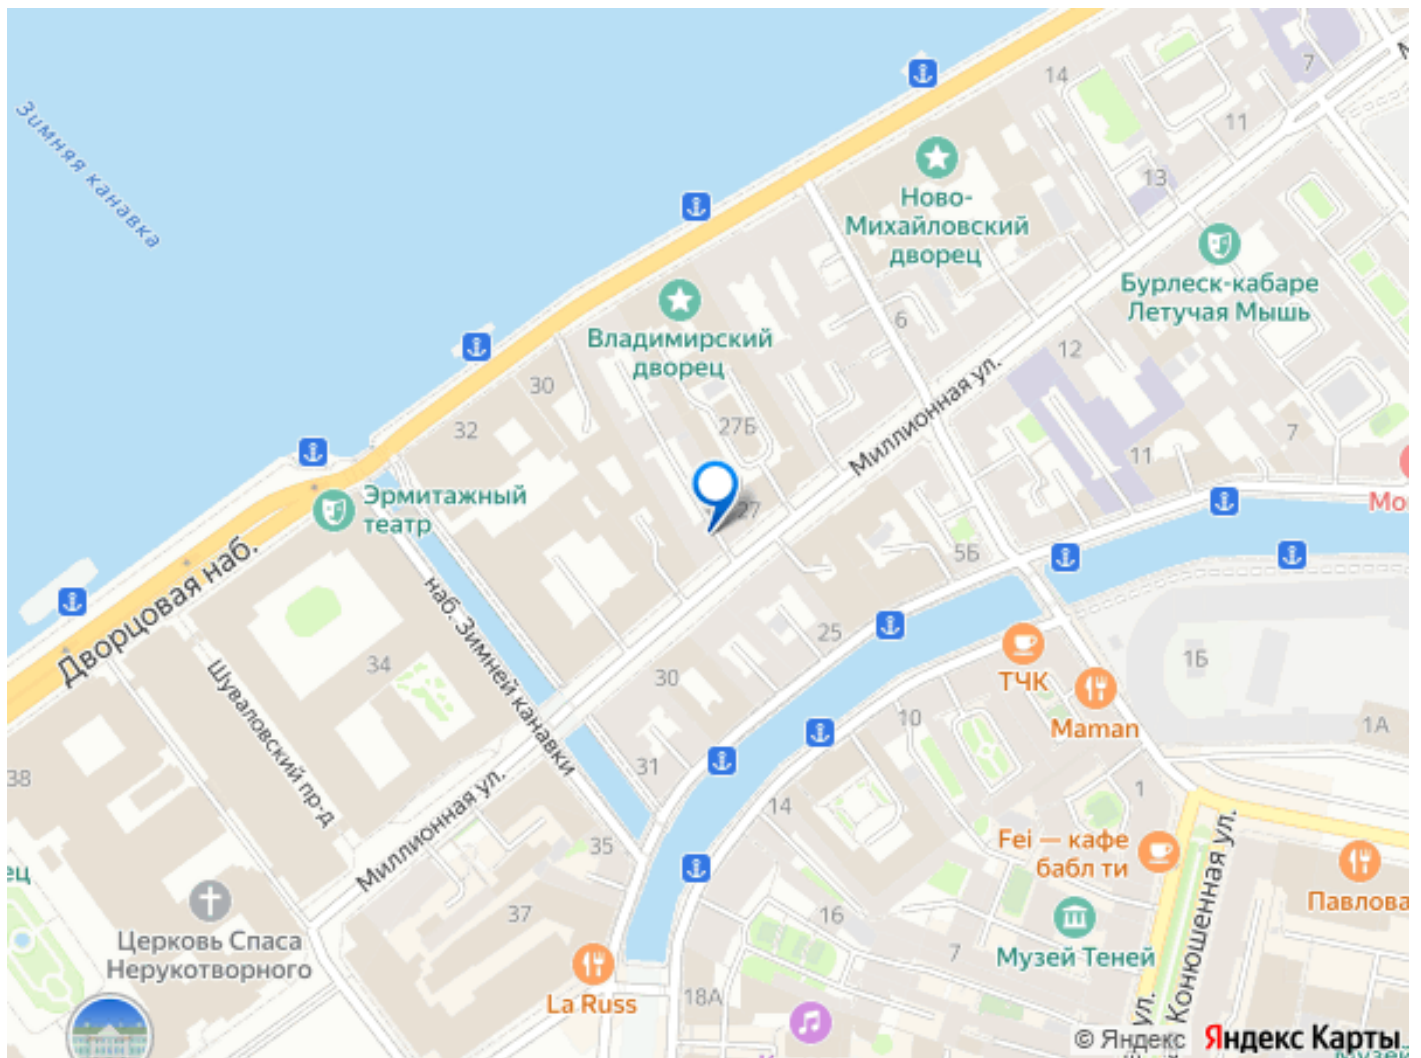 7
14
Зимняя канавка
11
13
Ново-
Михайловский
дворец
Бурлеск-кабаре
Летучая Мышь
6
Владимирский
дворец
12
30
Миллионная ул.
27Б
32
7
11
Эрмитажный
театр
27
Мо
5Б
Дворцовая наб.
наб. Зимней канавки
25
34
1Б
ТЧК
30
Шуваловский пр-д
10
Maman
1А
31
38
Миллионная ул.
14
1
35
Fei — кафе
бабл ти
Конюшенная ул.
ец
Павлова
37
16
Церковь Спаса
Нерукотворного
7
Музей Теней
La Russ
18А
ул.
© Яндекс Яндекс Карты